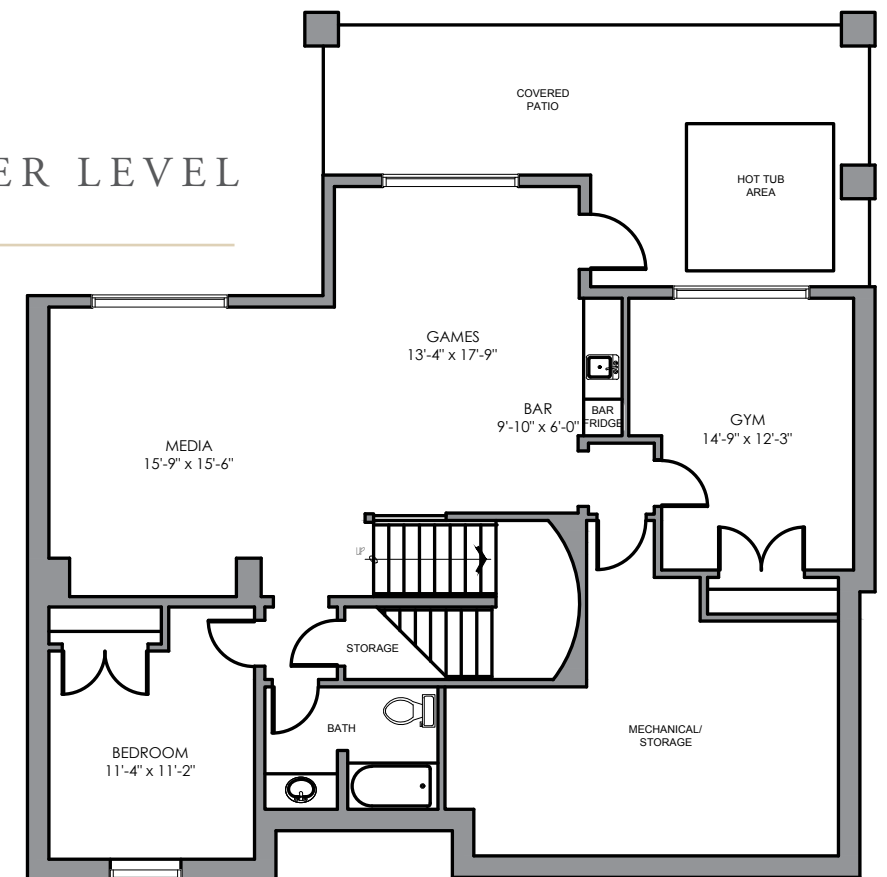 ER LEVEL
COVERED
PATIO
HOT TUB
AREA
GAMES
13'-4" x 17'-9"
BAR
9'-10" x 6'-0"
BAR
FRIDGE
GYM
14'-9" x 12'-3"
MEDIA
15'-9" x 15'-6"
UP
STORAGE
BATH
MECHANICAL/
STORAGE
BEDROOM
11'-4" x 11'-2"